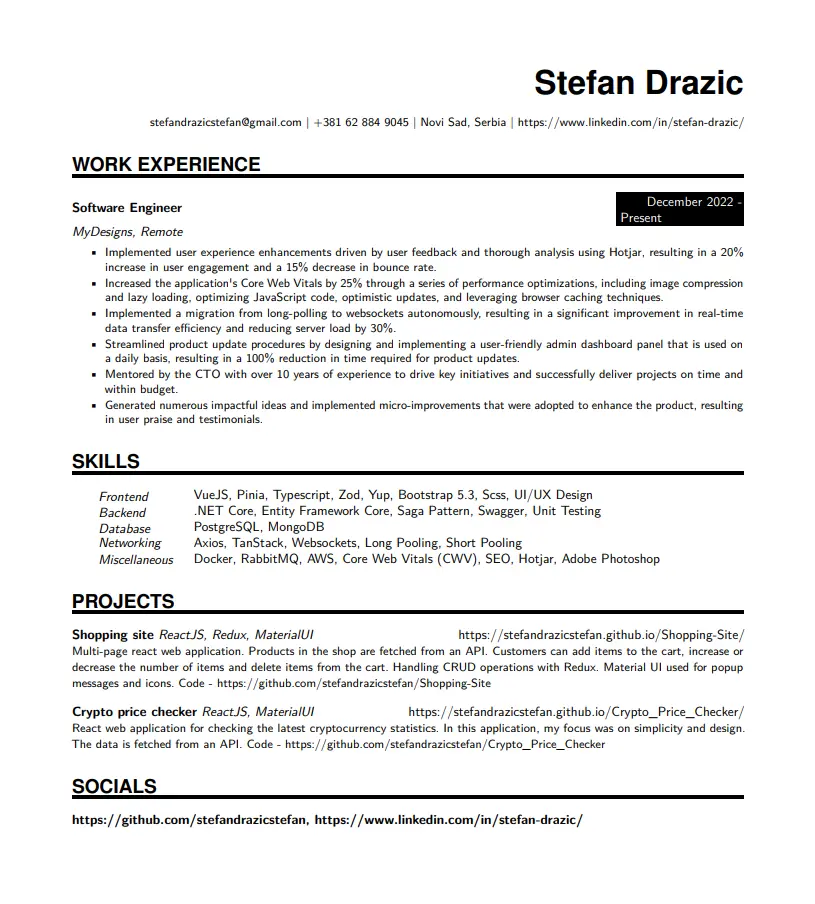 Stefan Drazic
stefandrazicstefan@gmail.com | +381 62 884 9045 | Novi Sad, Serbia | https://www.linkedin.com/in/stefan-drazic/
WORK EXPERIENCE
Software Engineer
December 2022 -
Present
MyDesigns, Remote
▪ Implemented user experience enhancements driven by user feedback and thorough analysis using Hotjar, resulting in a 20%
increase in user engagement and a 15% decrease in bounce rate.
▪ Increased the application's Core Web Vitals by 25% through a series of performance optimizations, including image compression
and lazy loading, optimizing JavaScript code, optimistic updates, and leveraging browser caching techniques.
▪ Implemented a migration from long-polling to websockets autonomously, resulting in a significant improvement in real-time
data transfer efficiency and reducing server load by 30%.
▪ Streamlined product update procedures by designing and implementing a user-friendly admin dashboard panel that is used on
a daily basis, resulting in a 100% reduction in time required for product updates.
▪ Mentored by the CTO with over 10 years of experience to drive key initiatives and successfully deliver projects on time and
within budget.
▪ Generated numerous impactful ideas and implemented micro-improvements that were adopted to enhance the product, resulting
in user praise and testimonials.
SKILLS
Frontend VueJS, Pinia, Typescript, Zod, Yup, Bootstrap 5.3, Scss, UI/UX Design
Backend .NET Core, Entity Framework Core, Saga Pattern, Swagger, Unit Testing
Database PostgreSQL, MongoDB
Networking Axios, TanStack, Websockets, Long Pooling, Short Pooling
Miscellaneous Docker, RabbitMQ, AWS, Core Web Vitals (CWV), SEO, Hotjar, Adobe Photoshop
PROJECTS
Shopping site ReactJS, Redux, MaterialUI https://stefandrazicstefan.github.io/Shopping-Site/
Multi-page react web application. Products in the shop are fetched from an API. Customers can add items to the cart, increase or
decrease the number of items and delete items from the cart. Handling CRUD operations with Redux. Material UI used for popup
messages and icons. Code - https://github.com/stefandrazicstefan/Shopping-Site
Crypto price checker ReactJS, MaterialUI https://stefandrazicstefan.github.io/Crypto_Price_Checker/
React web application for checking the latest cryptocurrency statistics. In this application, my focus was on simplicity and design.
The data is fetched from an API. Code - https://github.com/stefandrazicstefan/Crypto_Price_Checker
SOCIALS
https://github.com/stefandrazicstefan, https://www.linkedin.com/in/stefan-drazic/